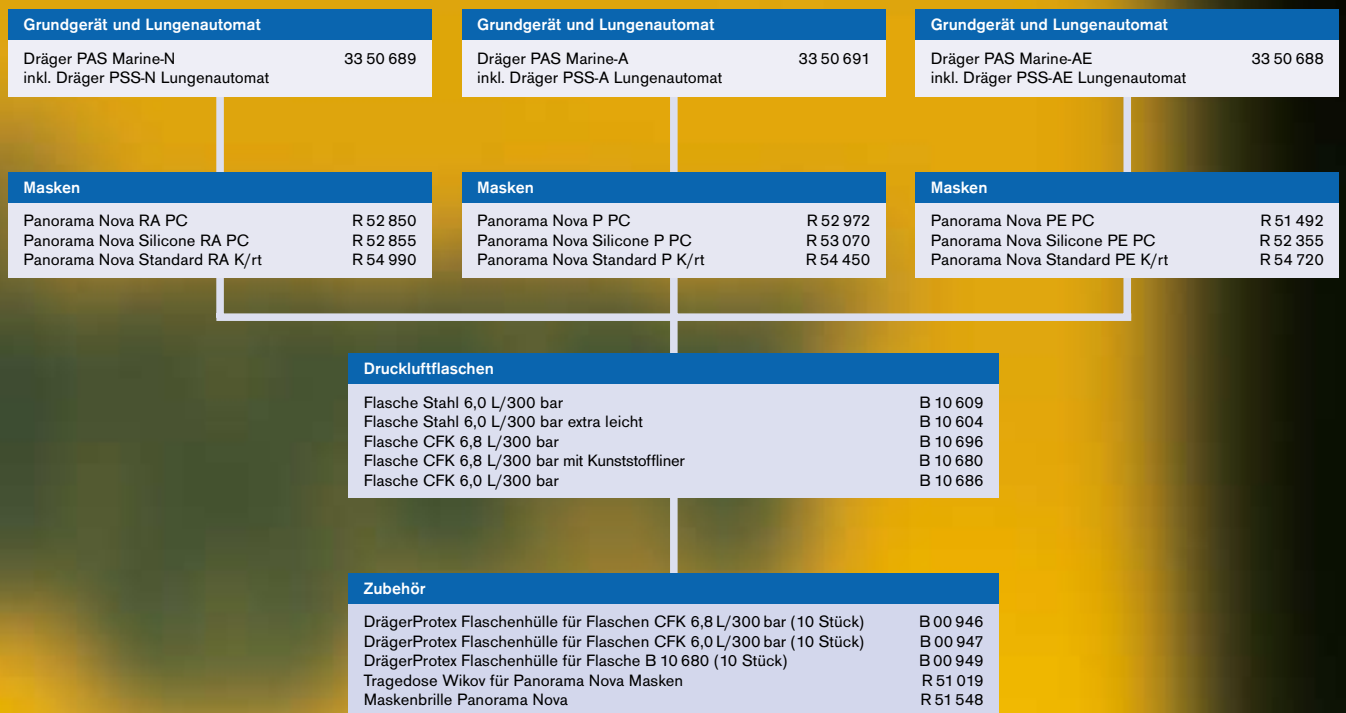 Grundgerät und Lungenautomat
Dräger PAS Marine-N 33 50 689
inkl. Dräger PSS-N Lungenautomat
Grundgerät und Lungenautomat
Dräger PAS Marine-A 33 50 691
inkl. Dräger PSS-A Lungenautomat
Grundgerät und Lungenautomat
Dräger PAS Marine-AE 33 50 688
inkl. Dräger PSS-AE Lungenautomat
Masken
Panorama Nova RA PC R 52 850
Panorama Nova Silicone RA PC R 52 855
Panorama Nova Standard RA K/rt R 54 990
Masken
Panorama Nova P PC R 52 972
Panorama Nova Silicone P PC R 53 070
Panorama Nova Standard P K/rt R 54 450
Masken
Panorama Nova PE PC R 51 492
Panorama Nova Silicone PE PC R 52 355
Panorama Nova Standard PE K/rt R 54 720
Druckluftflaschen
Flasche Stahl 6,0 L/300 bar B 10 609
Flasche Stahl 6,0 L/300 bar extra leicht B 10 604
Flasche CFK 6,8 L/300 bar B 10 696
Flasche CFK 6,8 L/300 bar mit Kunststoffliner B 10 680
Flasche CFK 6,0 L/300 bar B 10 686
Zubehör
DrägerProtex Flaschenhülle für Flaschen CFK 6,8 L/300 bar (10 Stück) B 00 946
DrägerProtex Flaschenhülle für Flaschen CFK 6,0 L/300 bar (10 Stück) B 00 947
DrägerProtex Flaschenhülle für Flasche B 10 680 (10 Stück) B 00 949
Tragedose Wikov für Panorama Nova Masken R 51 019
Maskenbrille Panorama Nova R 51 548